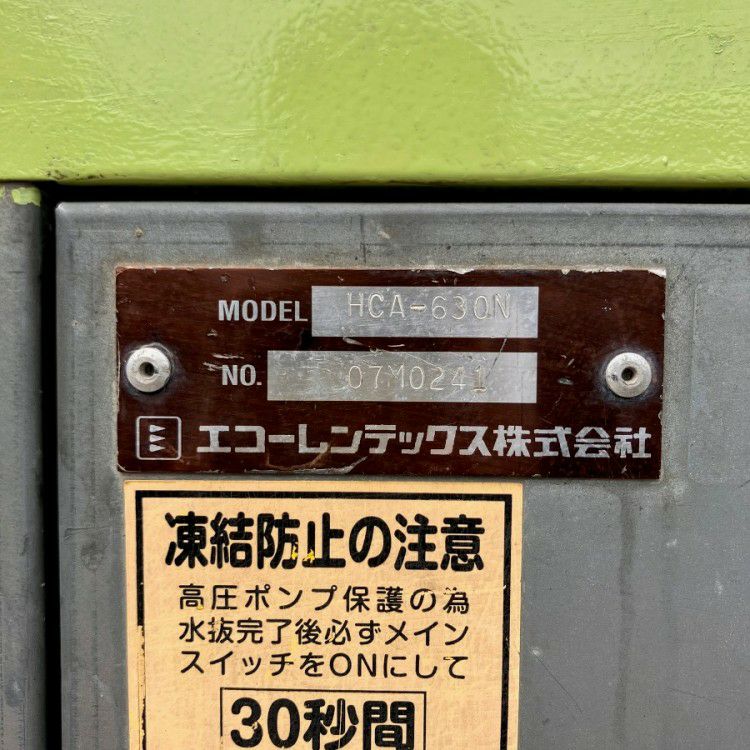 MODEL HCA-630N
NO. 07M0241
エコーレンテックス株式会社
凍結防止の注意
高圧ポンプ保護の為
水抜完了後必ずメイン
スイッチをONにして
30秒間